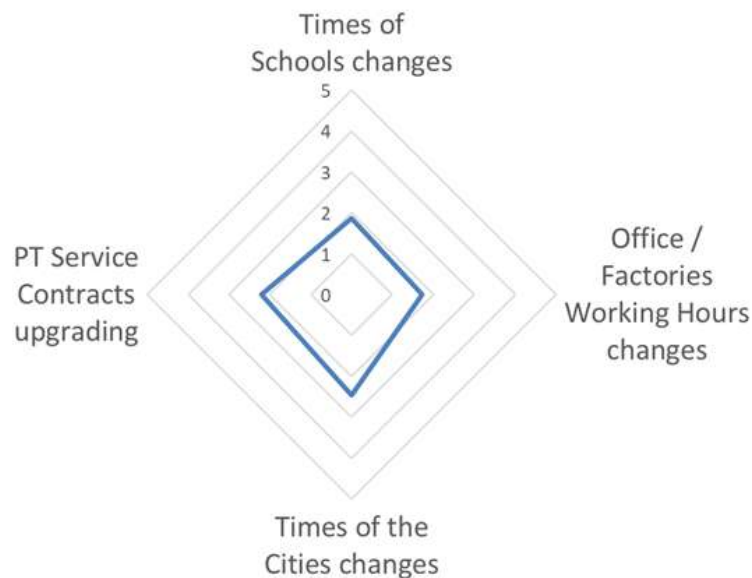 Times of
Schools changes
5
4
3
2
1
0
PT Service
Contracts
upgrading
Office /
Factories
Working Hours
changes
Times of the
Cities changes